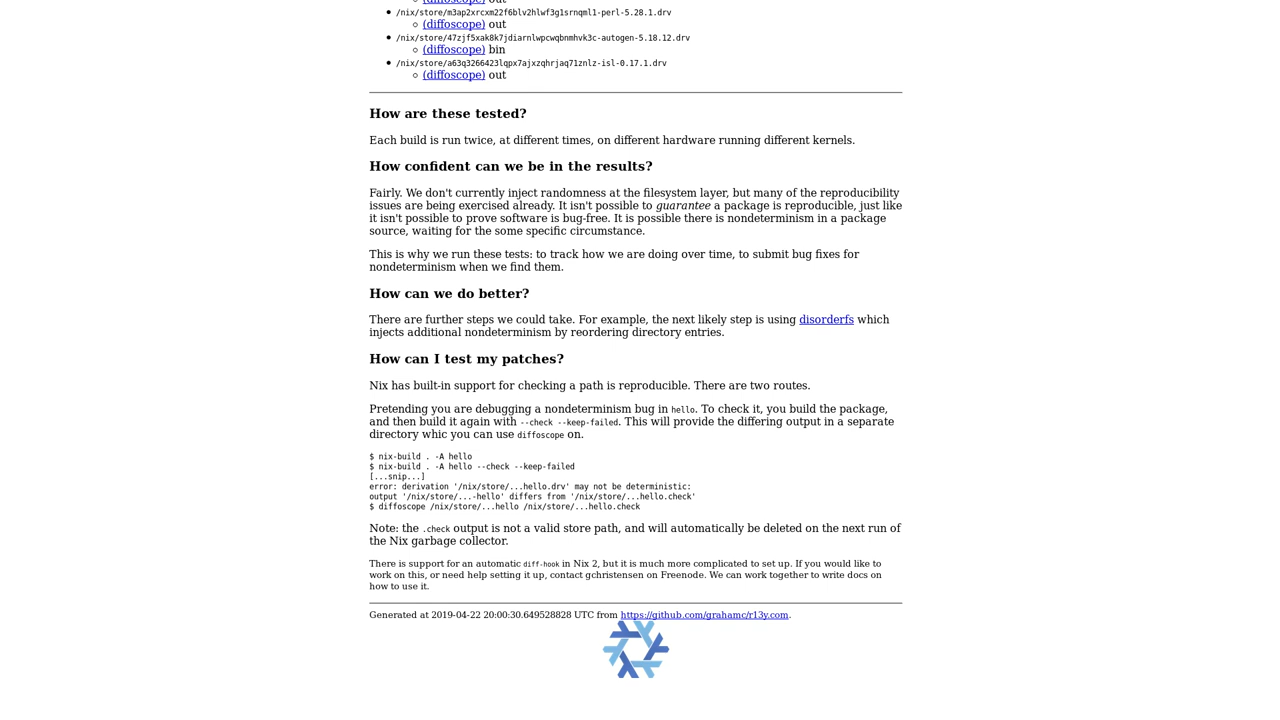 (diffoscope) out
/nix/store/m3ap2xrcxm22f6blv2hlwf3g1srnqml1-perl-5.28.1.drv
(diffoscope) out
/nix/store/47zjf5xak8k7jdiarnlwpcwqbnmhvk3c-autogen-5.18.12.drv
(diffoscope) bin
/nix/store/a63q3266423lqpx7ajxzqhrjaq71znlz-isl-0.17.1.drv
(diffoscope) out
How are these tested?
Each build is run twice, at different times, on different hardware running different kernels.
How confident can we be in the results?
Fairly. We don't currently inject randomness at the filesystem layer, but many of the reproducibility
issues are being exercised already. It isn't possible to guarantee a package is reproducible, just like
it isn't possible to prove software is bug-free. It is possible there is nondeterminism in a package
source, waiting for the some specific circumstance.
This is why we run these tests: to track how we are doing over time, to submit bug fixes for
nondeterminism when we find them.
How can we do better?
There are further steps we could take. For example, the next likely step is using disorderfs which
injects additional nondeterminism by reordering directory entries.
How can I test my patches?
Nix has built-in support for checking a path is reproducible. There are two routes.
Pretending you are debugging a nondeterminism bug in hello. To check it, you build the package,
and then build it again with --check --keep-failed. This will provide the differing output in a separate
directory whic you can use diffoscope on.
$ nix-build . -A hello
$ nix-build . -A hello --check --keep-failed
[...snip...]
error: derivation '/nix/store/...hello.drv' may not be deterministic:
output '/nix/store/...-hello' differs from '/nix/store/...hello.check'
$ diffoscope /nix/store/...hello /nix/store/...hello.check
Note: the .check output is not a valid store path, and will automatically be deleted on the next run of
the Nix garbage collector.
There is support for an automatic diff-hook in Nix 2, but it is much more complicated to set up. If you would like to
work on this, or need help setting it up, contact gchristensen on Freenode. We can work together to write docs on
how to use it.
Generated at 2019-04-22 20:00:30.649528828 UTC from https://github.com/grahamc/r13y.com.